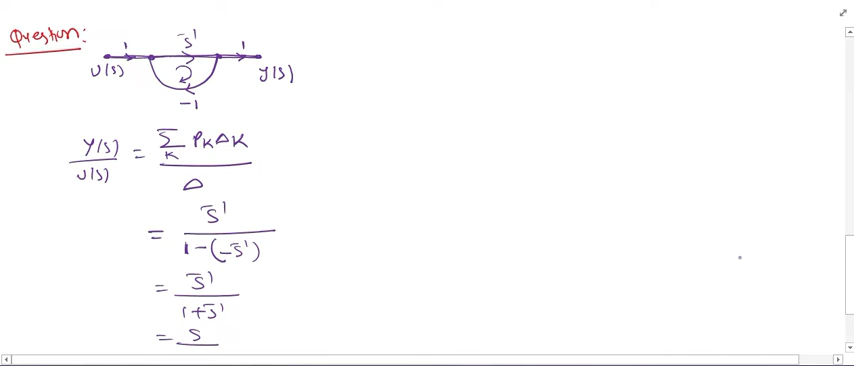 Question:
1 s̄¹ 1
U(s) Y(s)
-1
Y(s)/U(s) = Σ_K P_K Δ_K / Δ
= s̄¹ / 1-(-s̄¹)
= s̄¹ / 1+s̄¹
= s